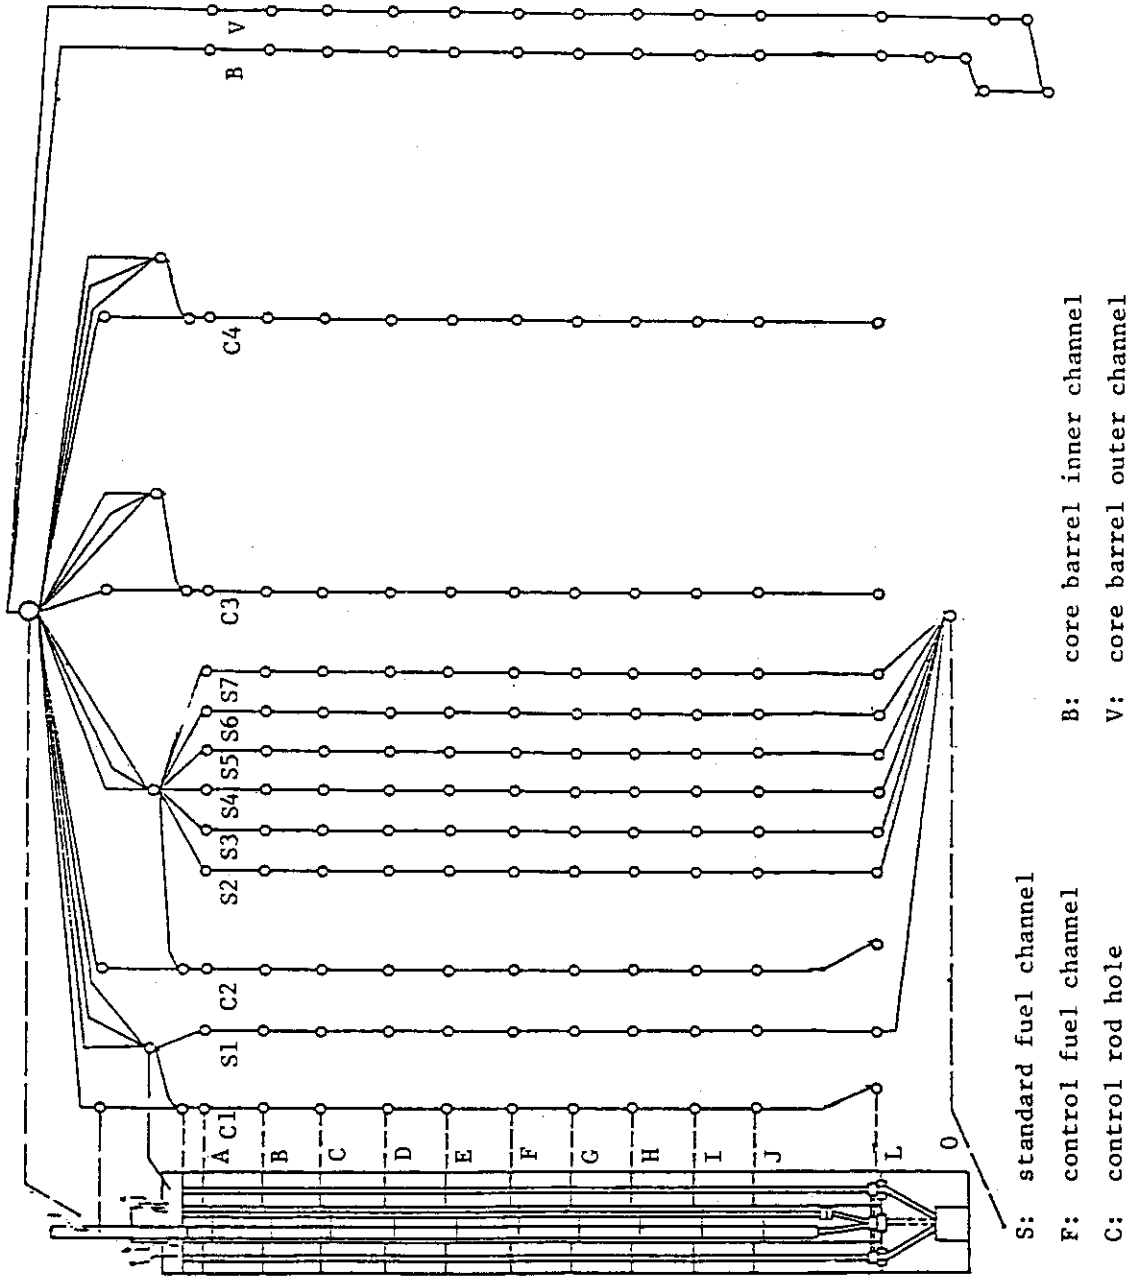 V
B
C4
C3
S7
S6
S5
S4
S3
S2
C2
S1
C1
A
B
C
D
E
F
G
H
I
J
L
O
S: standard fuel channel
F: control fuel channel
C: control rod hole
B: core barrel inner channel
V: core barrel outer channel